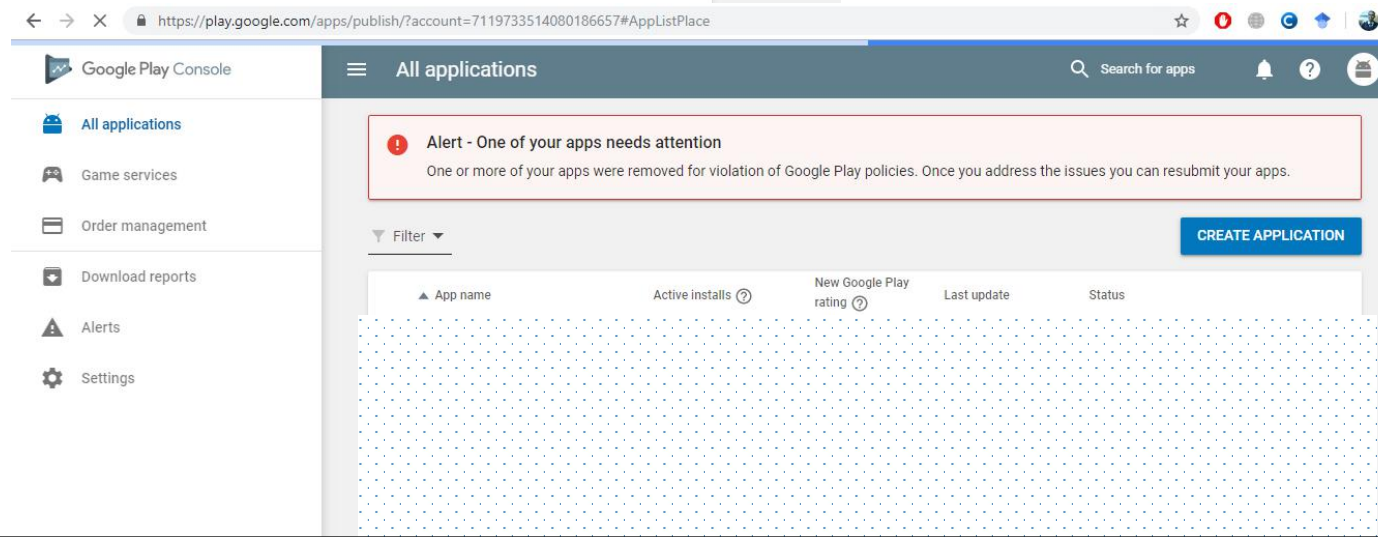 https://play.google.com/apps/publish/?account=7119733514080186657#AppListPlace
Google Play Console
All applications
Search for apps
All applications
Game services
Order management
Download reports
Alerts
Settings
Alert - One of your apps needs attention
One or more of your apps were removed for violation of Google Play policies. Once you address the issues you can resubmit your apps.
Filter
CREATE APPLICATION
App name
Active installs
New Google Play
rating
Last update
Status